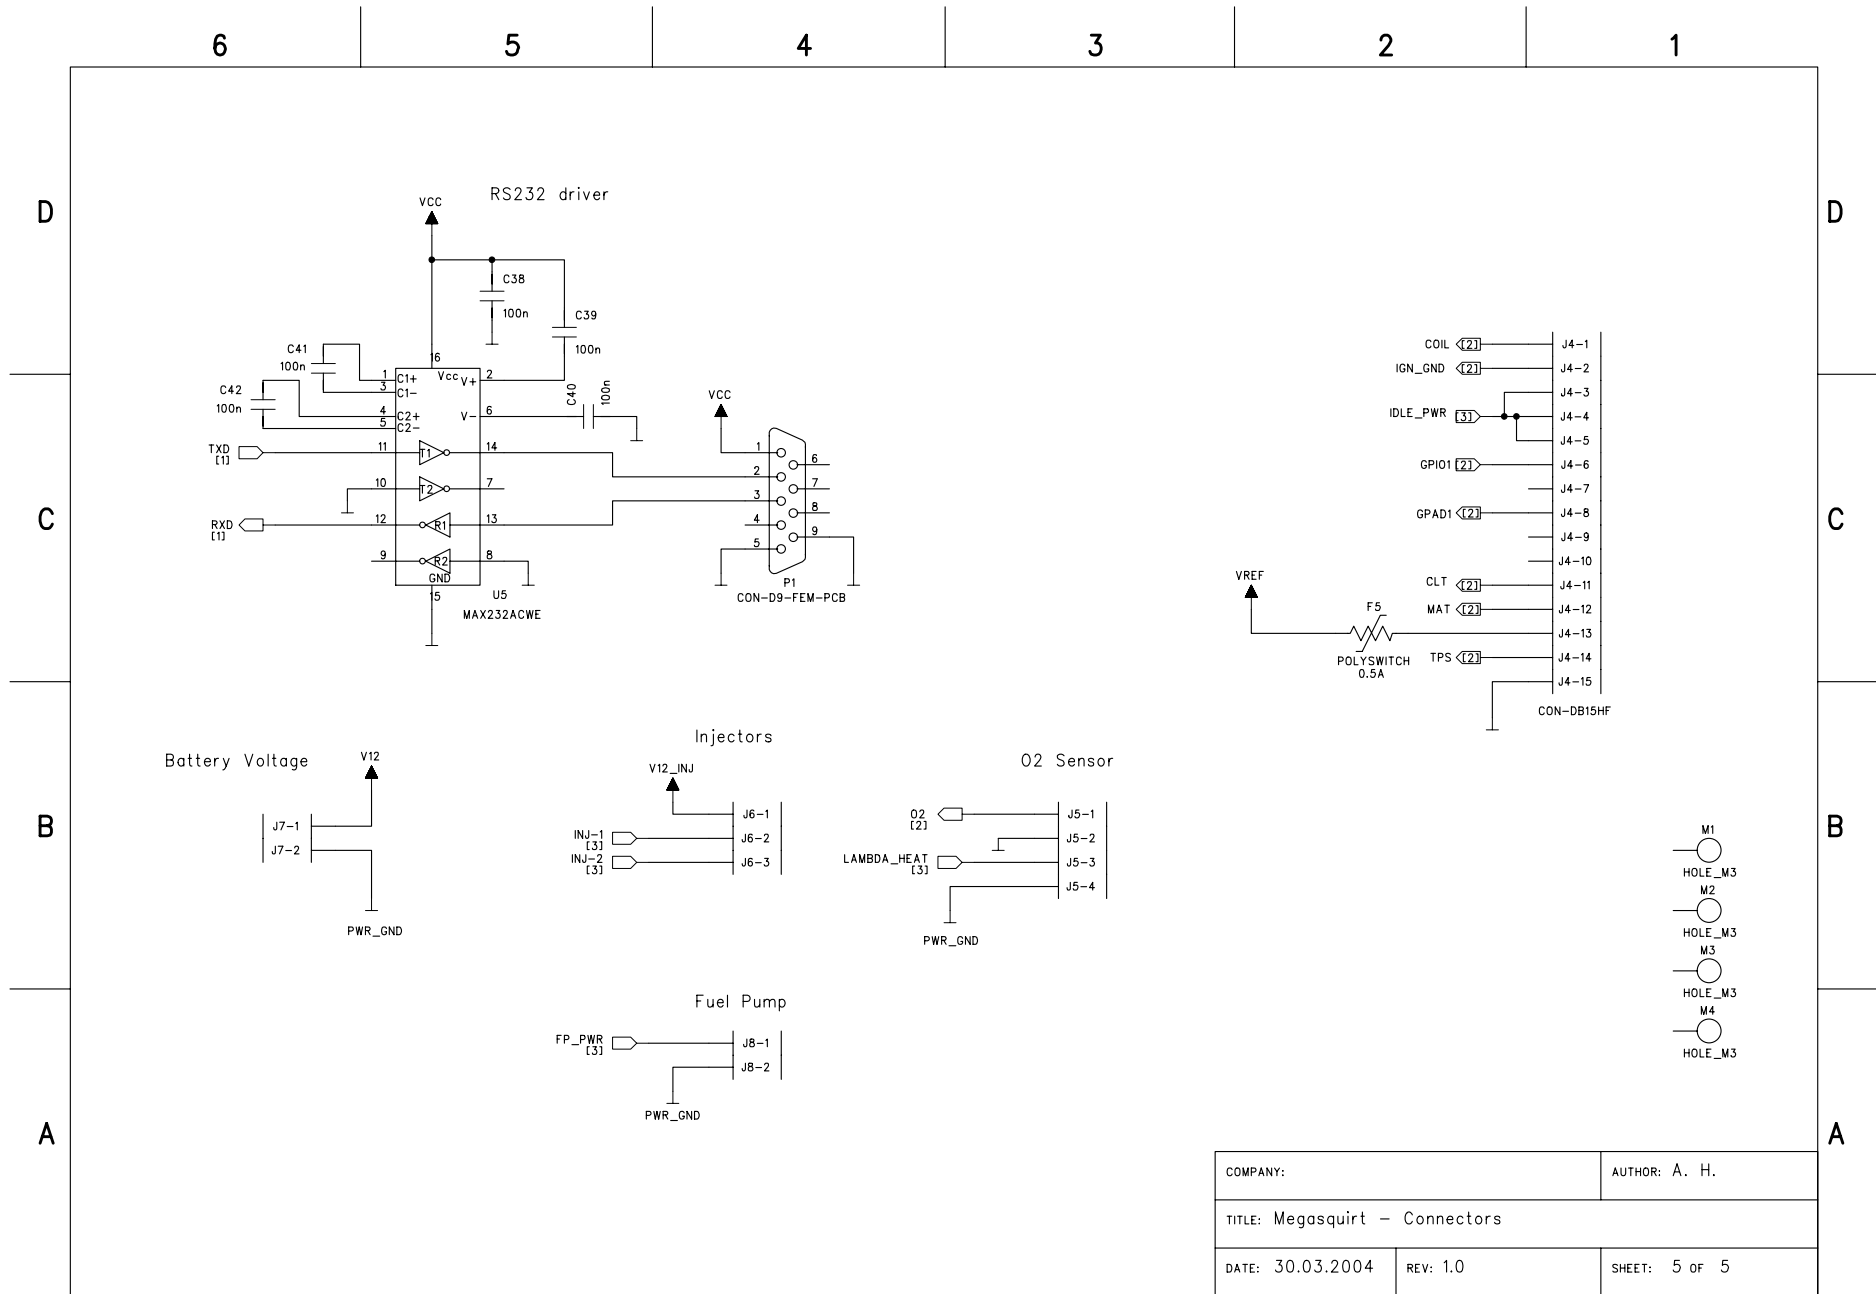 6 5 4 3 2 1
D D
RS232 driver
VCC
C38
100n
C39
100n
C41
100n
C42
100n
16
1 C1+ Vcc V+ 2
3 C1-
4 C2+ V- 6
5 C2-
C40
100n
TXD
[1]
11 T1 14
10 T2 7
RXD
[1]
12 R1 13
9 R2 8
GND
15
U5
MAX232ACWE
VCC
1
6
2
7
3
8
4
9
5
P1
CON-D9-FEM-PCB
COIL [2] J4-1
IGN_GND [2] J4-2
J4-3
IDLE_PWR [3] J4-4
J4-5
GPIO1 [2] J4-6
J4-7
GPAD1 [2] J4-8
J4-9
J4-10
CLT [2] J4-11
MAT [2] J4-12
VREF
F5
POLYSWITCH
0.5A
J4-13
TPS [2] J4-14
J4-15
CON-DB15HF
C C
Battery Voltage
V12
J7-1
J7-2
PWR_GND
Injectors
V12_INJ
J6-1
INJ-1
[3]
J6-2
INJ-2
[3]
J6-3
O2 Sensor
O2
[2]
J5-1
J5-2
LAMBDA_HEAT
[3]
J5-3
J5-4
PWR_GND
B B
M1
HOLE_M3
M2
HOLE_M3
M3
HOLE_M3
M4
HOLE_M3
Fuel Pump
FP_PWR
[3]
J8-1
J8-2
PWR_GND
A A
COMPANY:
AUTHOR: A. H.
TITLE: Megasquirt - Connectors
DATE: 30.03.2004
REV: 1.0
SHEET: 5 OF 5